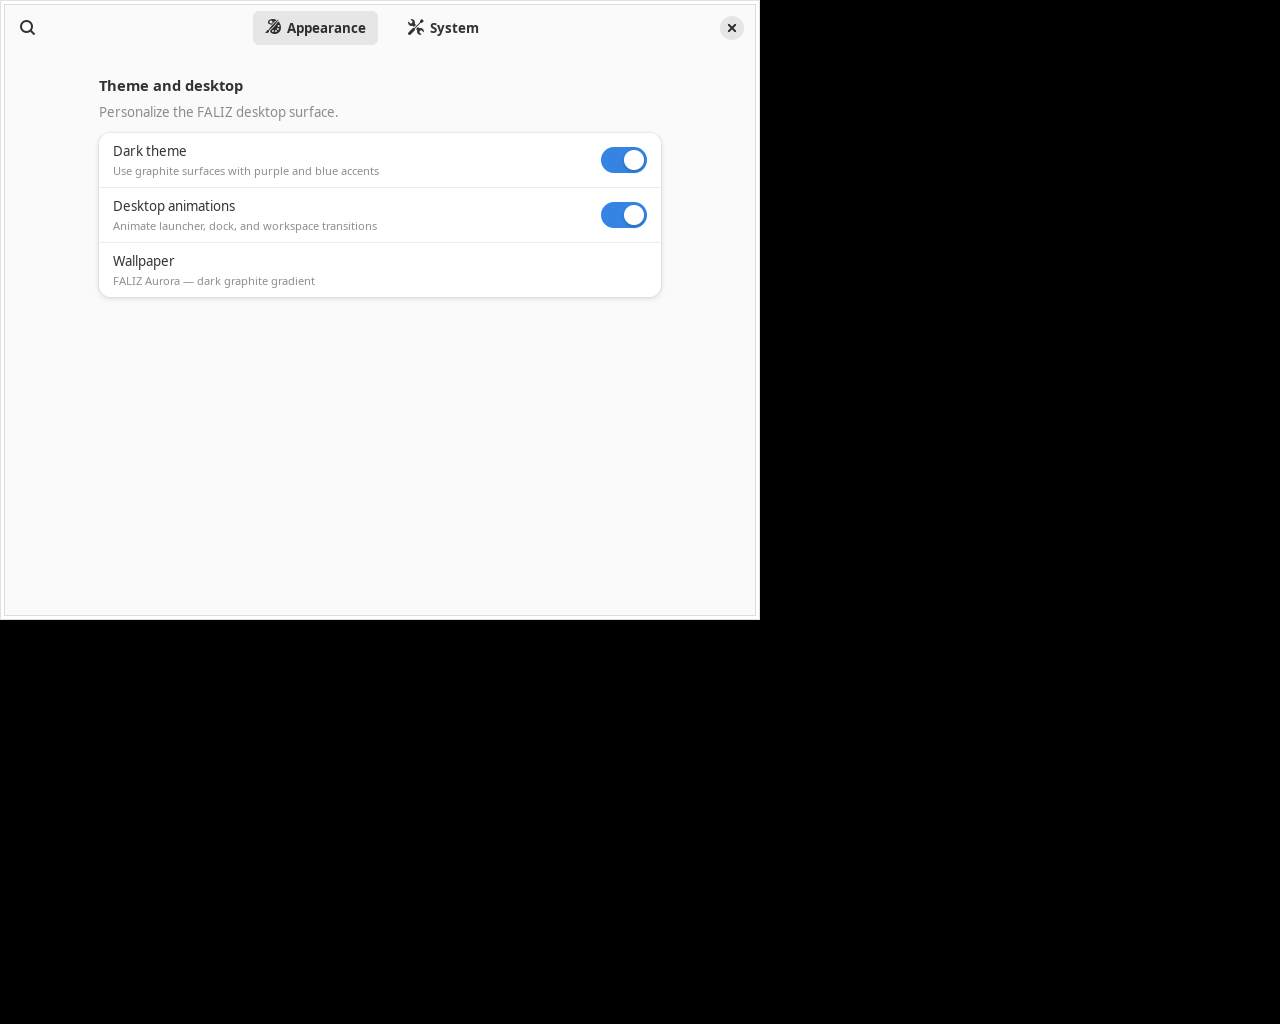 Appearance
System
Theme and desktop
Personalize the FALIZ desktop surface.
Dark theme
Use graphite surfaces with purple and blue accents
Desktop animations
Animate launcher, dock, and workspace transitions
Wallpaper
FALIZ Aurora — dark graphite gradient